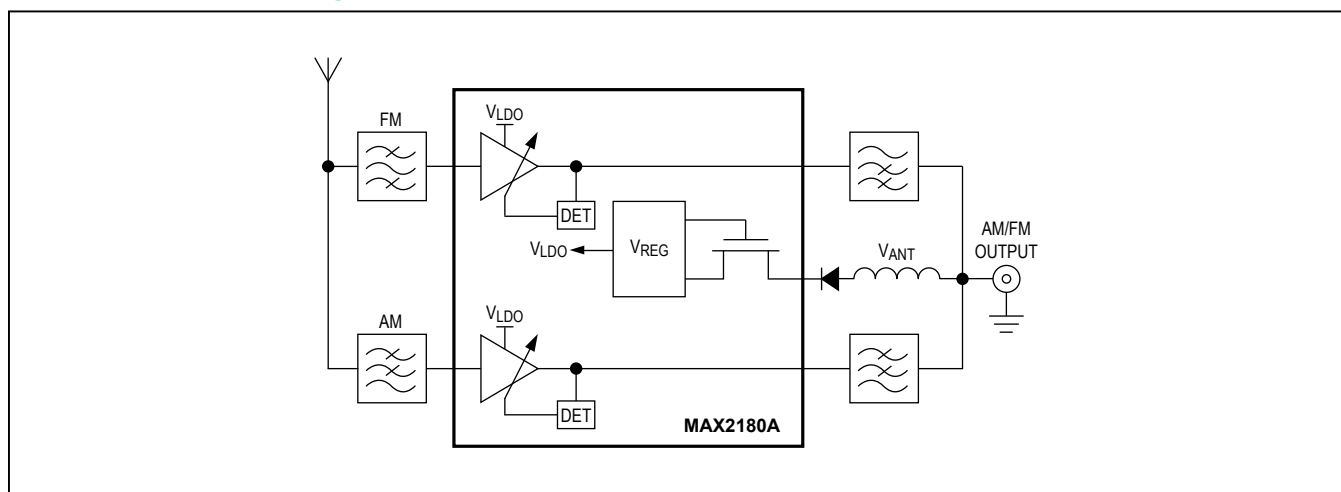 FM
VLDO
DET
VLDO
VREG
VANT
AM/FM
OUTPUT
AM
VLDO
DET
MAX2180A